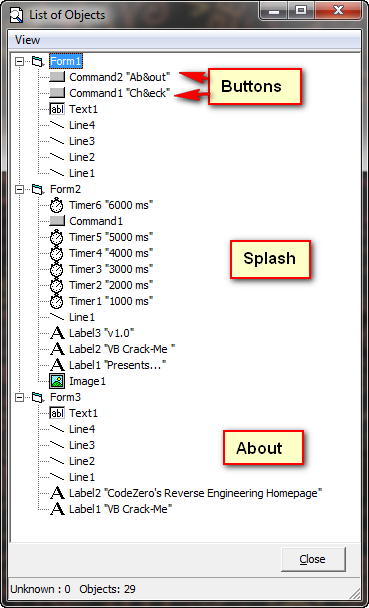 List of Objects
View
Form1
Command2 "Ab&out"
Command1 "Ch&eck"
Buttons
abl Text1
Line4
Line3
Line2
Line1
Form2
Timer6 "6000 ms"
Command1
Timer5 "5000 ms"
Timer4 "4000 ms"
Splash
Timer3 "3000 ms"
Timer2 "2000 ms"
Timer1 "1000 ms"
Line1
A Label3 "v1.0"
A Label2 "VB Crack-Me "
A Label1 "Presents..."
Image1
Form3
abl Text1
Line4
Line3
About
Line2
Line1
A Label2 "CodeZero's Reverse Engineering Homepage"
A Label1 "VB Crack-Me"
Close
Unknown : 0 Objects: 29